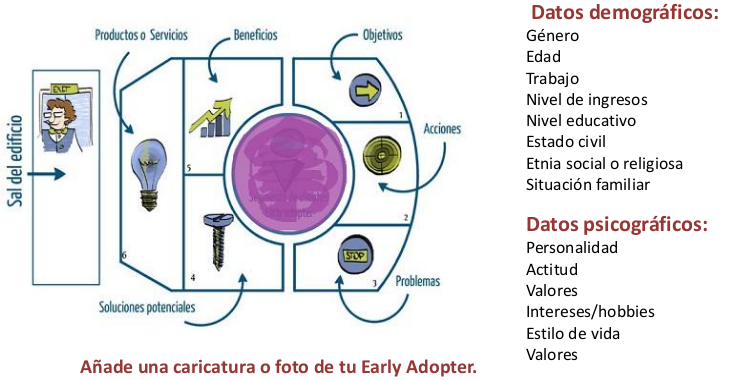 Productos o Servicios
Beneficios
Objetivos
EXIT
Sal del edificio
Acciones
1
2
3
4
5
6
STOP
Problemas
Soluciones potenciales
Añade una caricatura o foto de tu Early Adopter.
Datos demográficos:
Género
Edad
Trabajo
Nivel de ingresos
Nivel educativo
Estado civil
Etnia social o religiosa
Situación familiar
Datos psicográficos:
Personalidad
Actitud
Valores
Intereses/hobbies
Estilo de vida
Valores